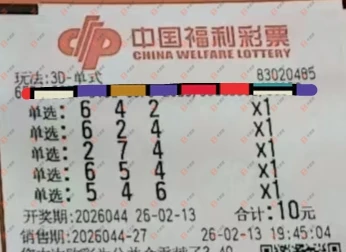 中国福利彩票
CHINA WELFARE LOTTERY
玩法:3D-单式 83020485
单选: 6 4 2 X1
单选: 6 2 4 X1
单选: 2 7 4 X1
单选: 6 5 4 X1
单选: 5 4 6 X1
开奖期:2026044 26-02-13 合计:10元
销售期:2026044-27 26-02-13 19:45:04